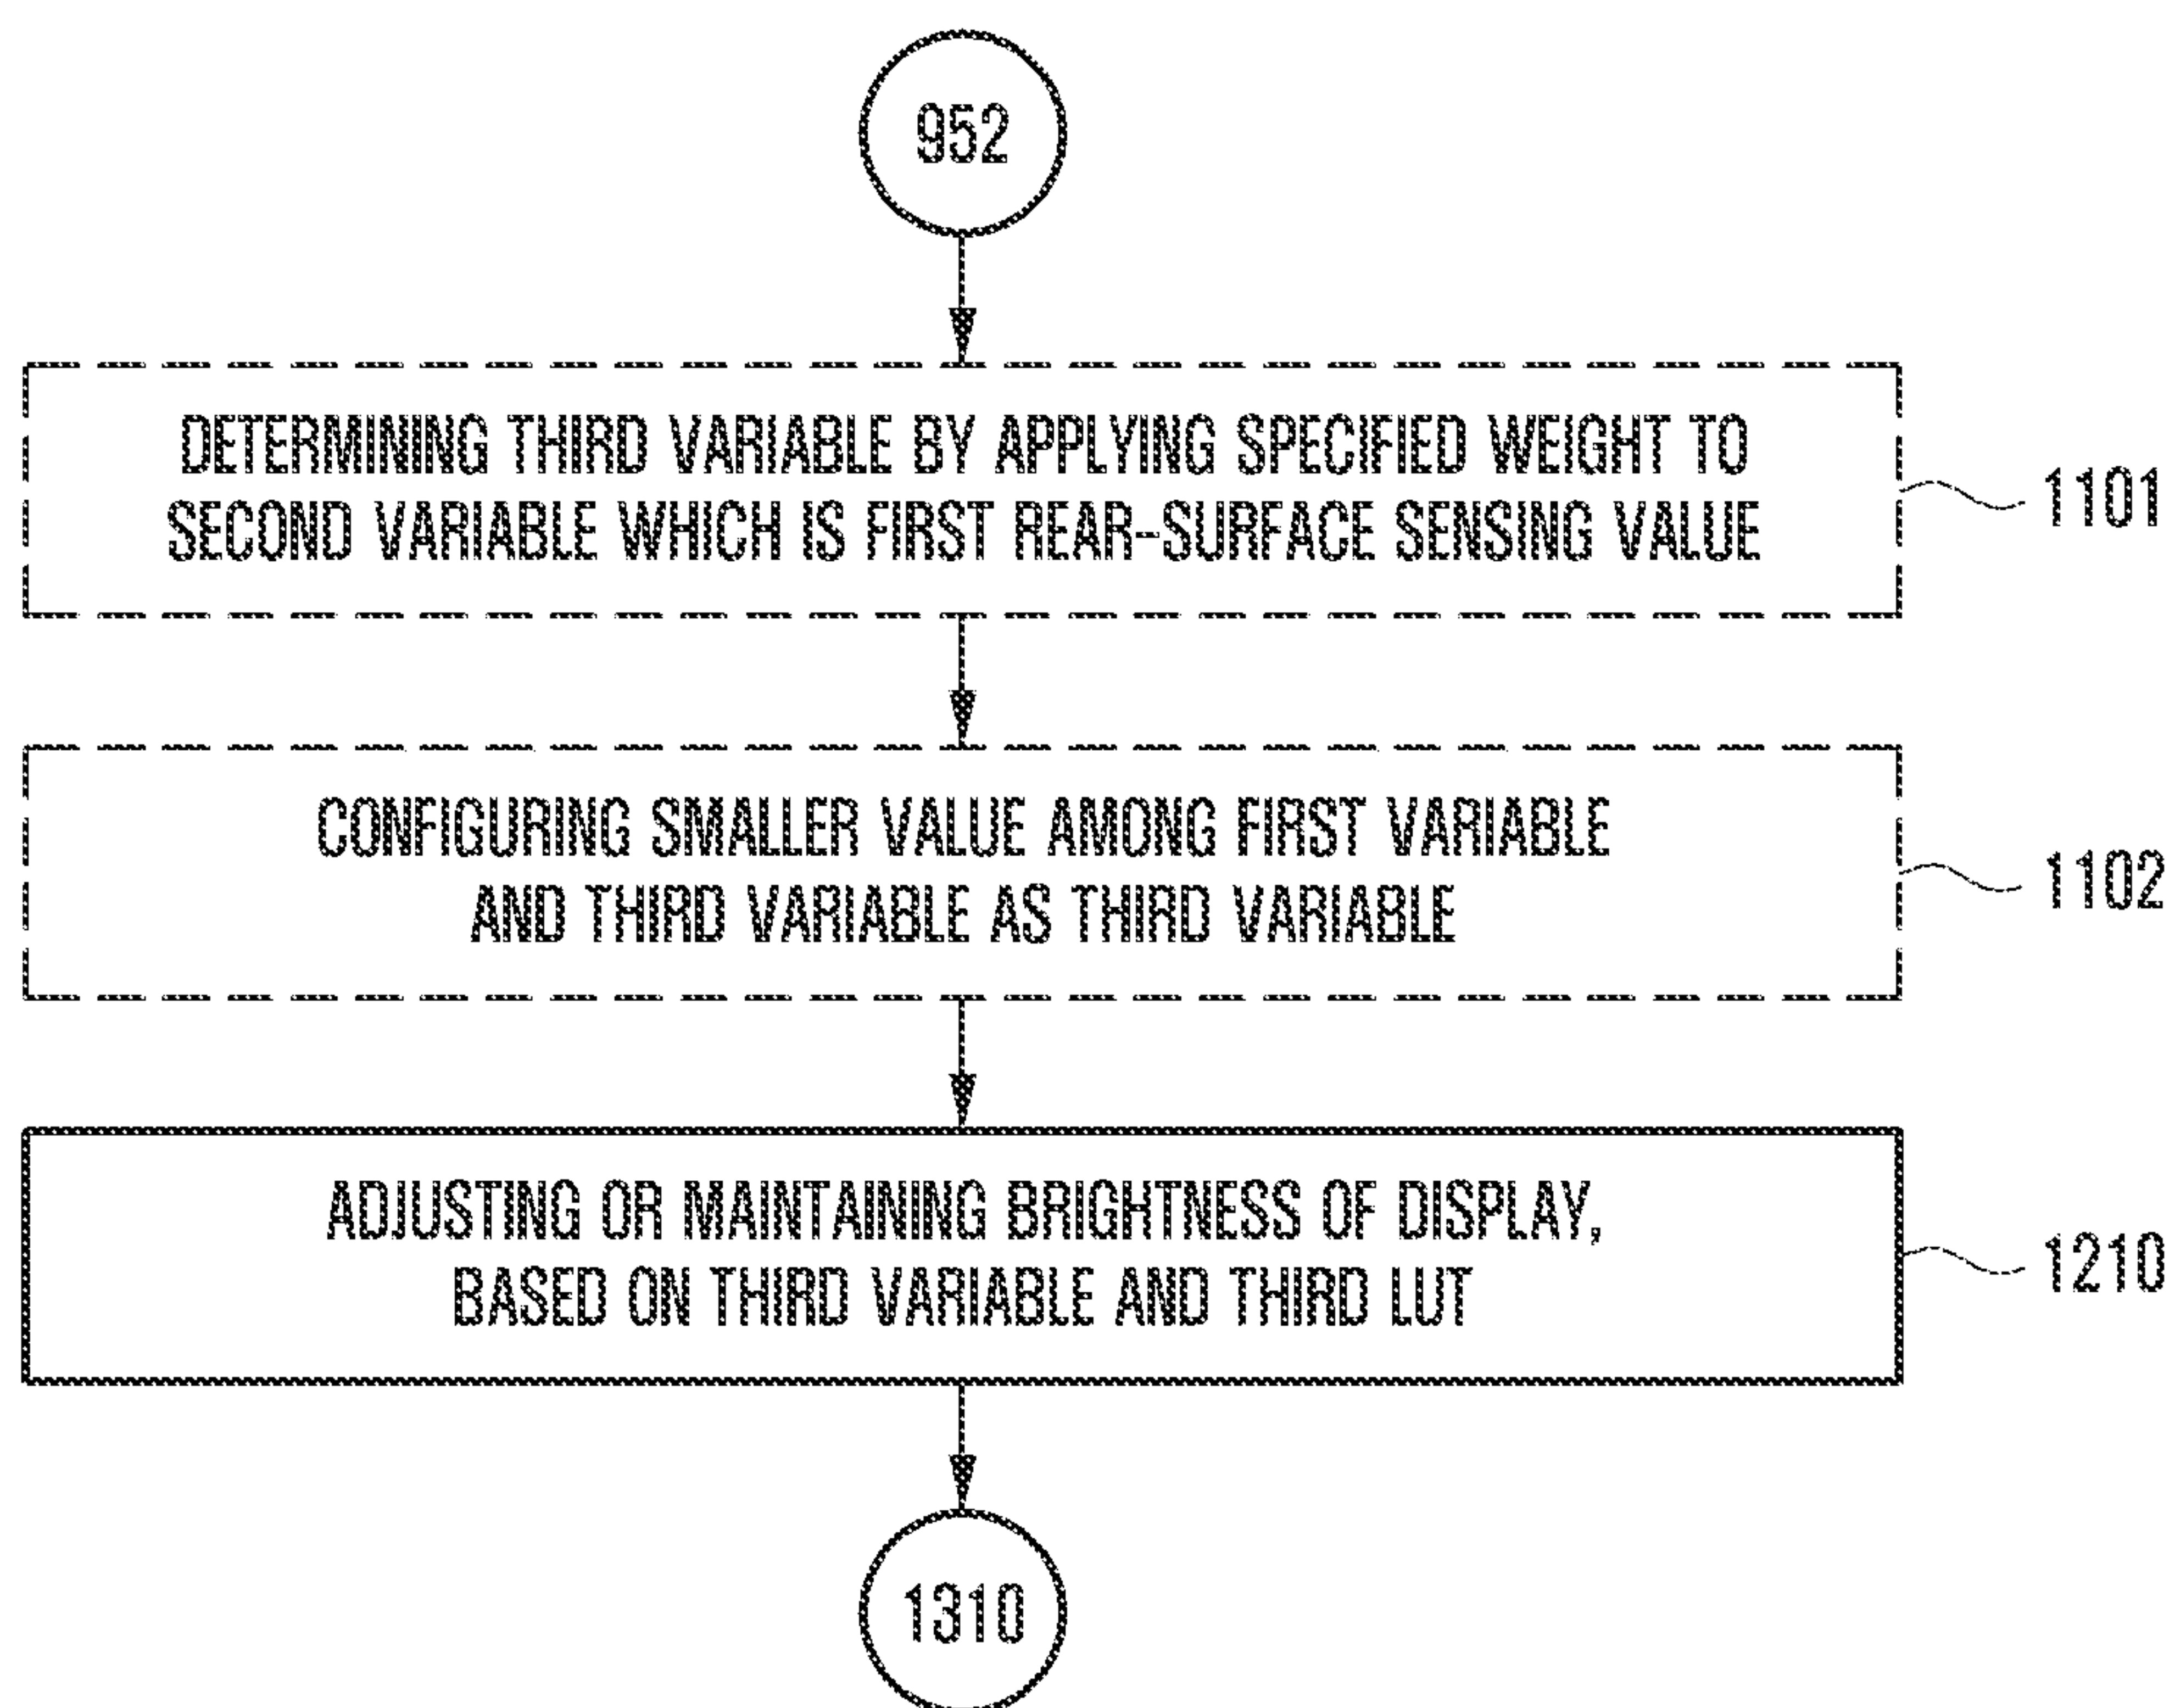 952
DETERMINING THIRD VARIABLE BY APPLYING SPECIFIED WEIGHT TO
SECOND VARIABLE WHICH IS FIRST REAR-SURFACE SENSING VALUE
1101
CONFIGURING SMALLER VALUE AMONG FIRST VARIABLE
AND THIRD VARIABLE AS THIRD VARIABLE
1102
ADJUSTING OR MAINTAINING BRIGHTNESS OF DISPLAY,
BASED ON THIRD VARIABLE AND THIRD LUT
1210
1310